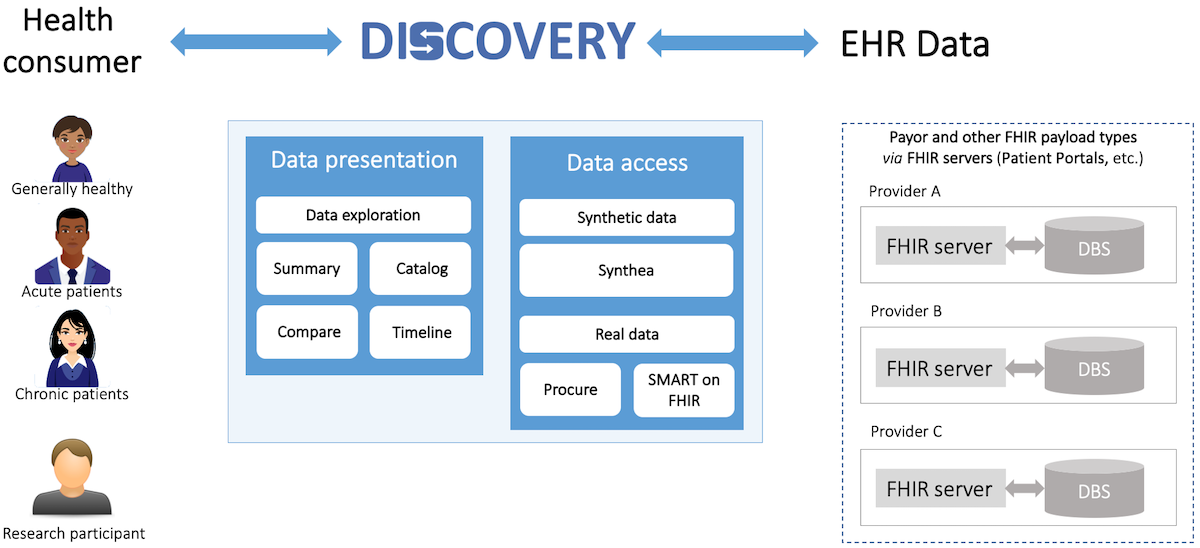 Health
consumer
DISCOVERY
EHR Data
Generally healthy
Acute patients
Chronic patients
Research participant
Data presentation
Data exploration
Summary
Catalog
Compare
Timeline
Data access
Synthetic data
Synthea
Real data
Procure
SMART on
FHIR
Payor and other FHIR payload types
via FHIR servers (Patient Portals, etc.)
Provider A
FHIR server
DBS
Provider B
FHIR server
DBS
Provider C
FHIR server
DBS